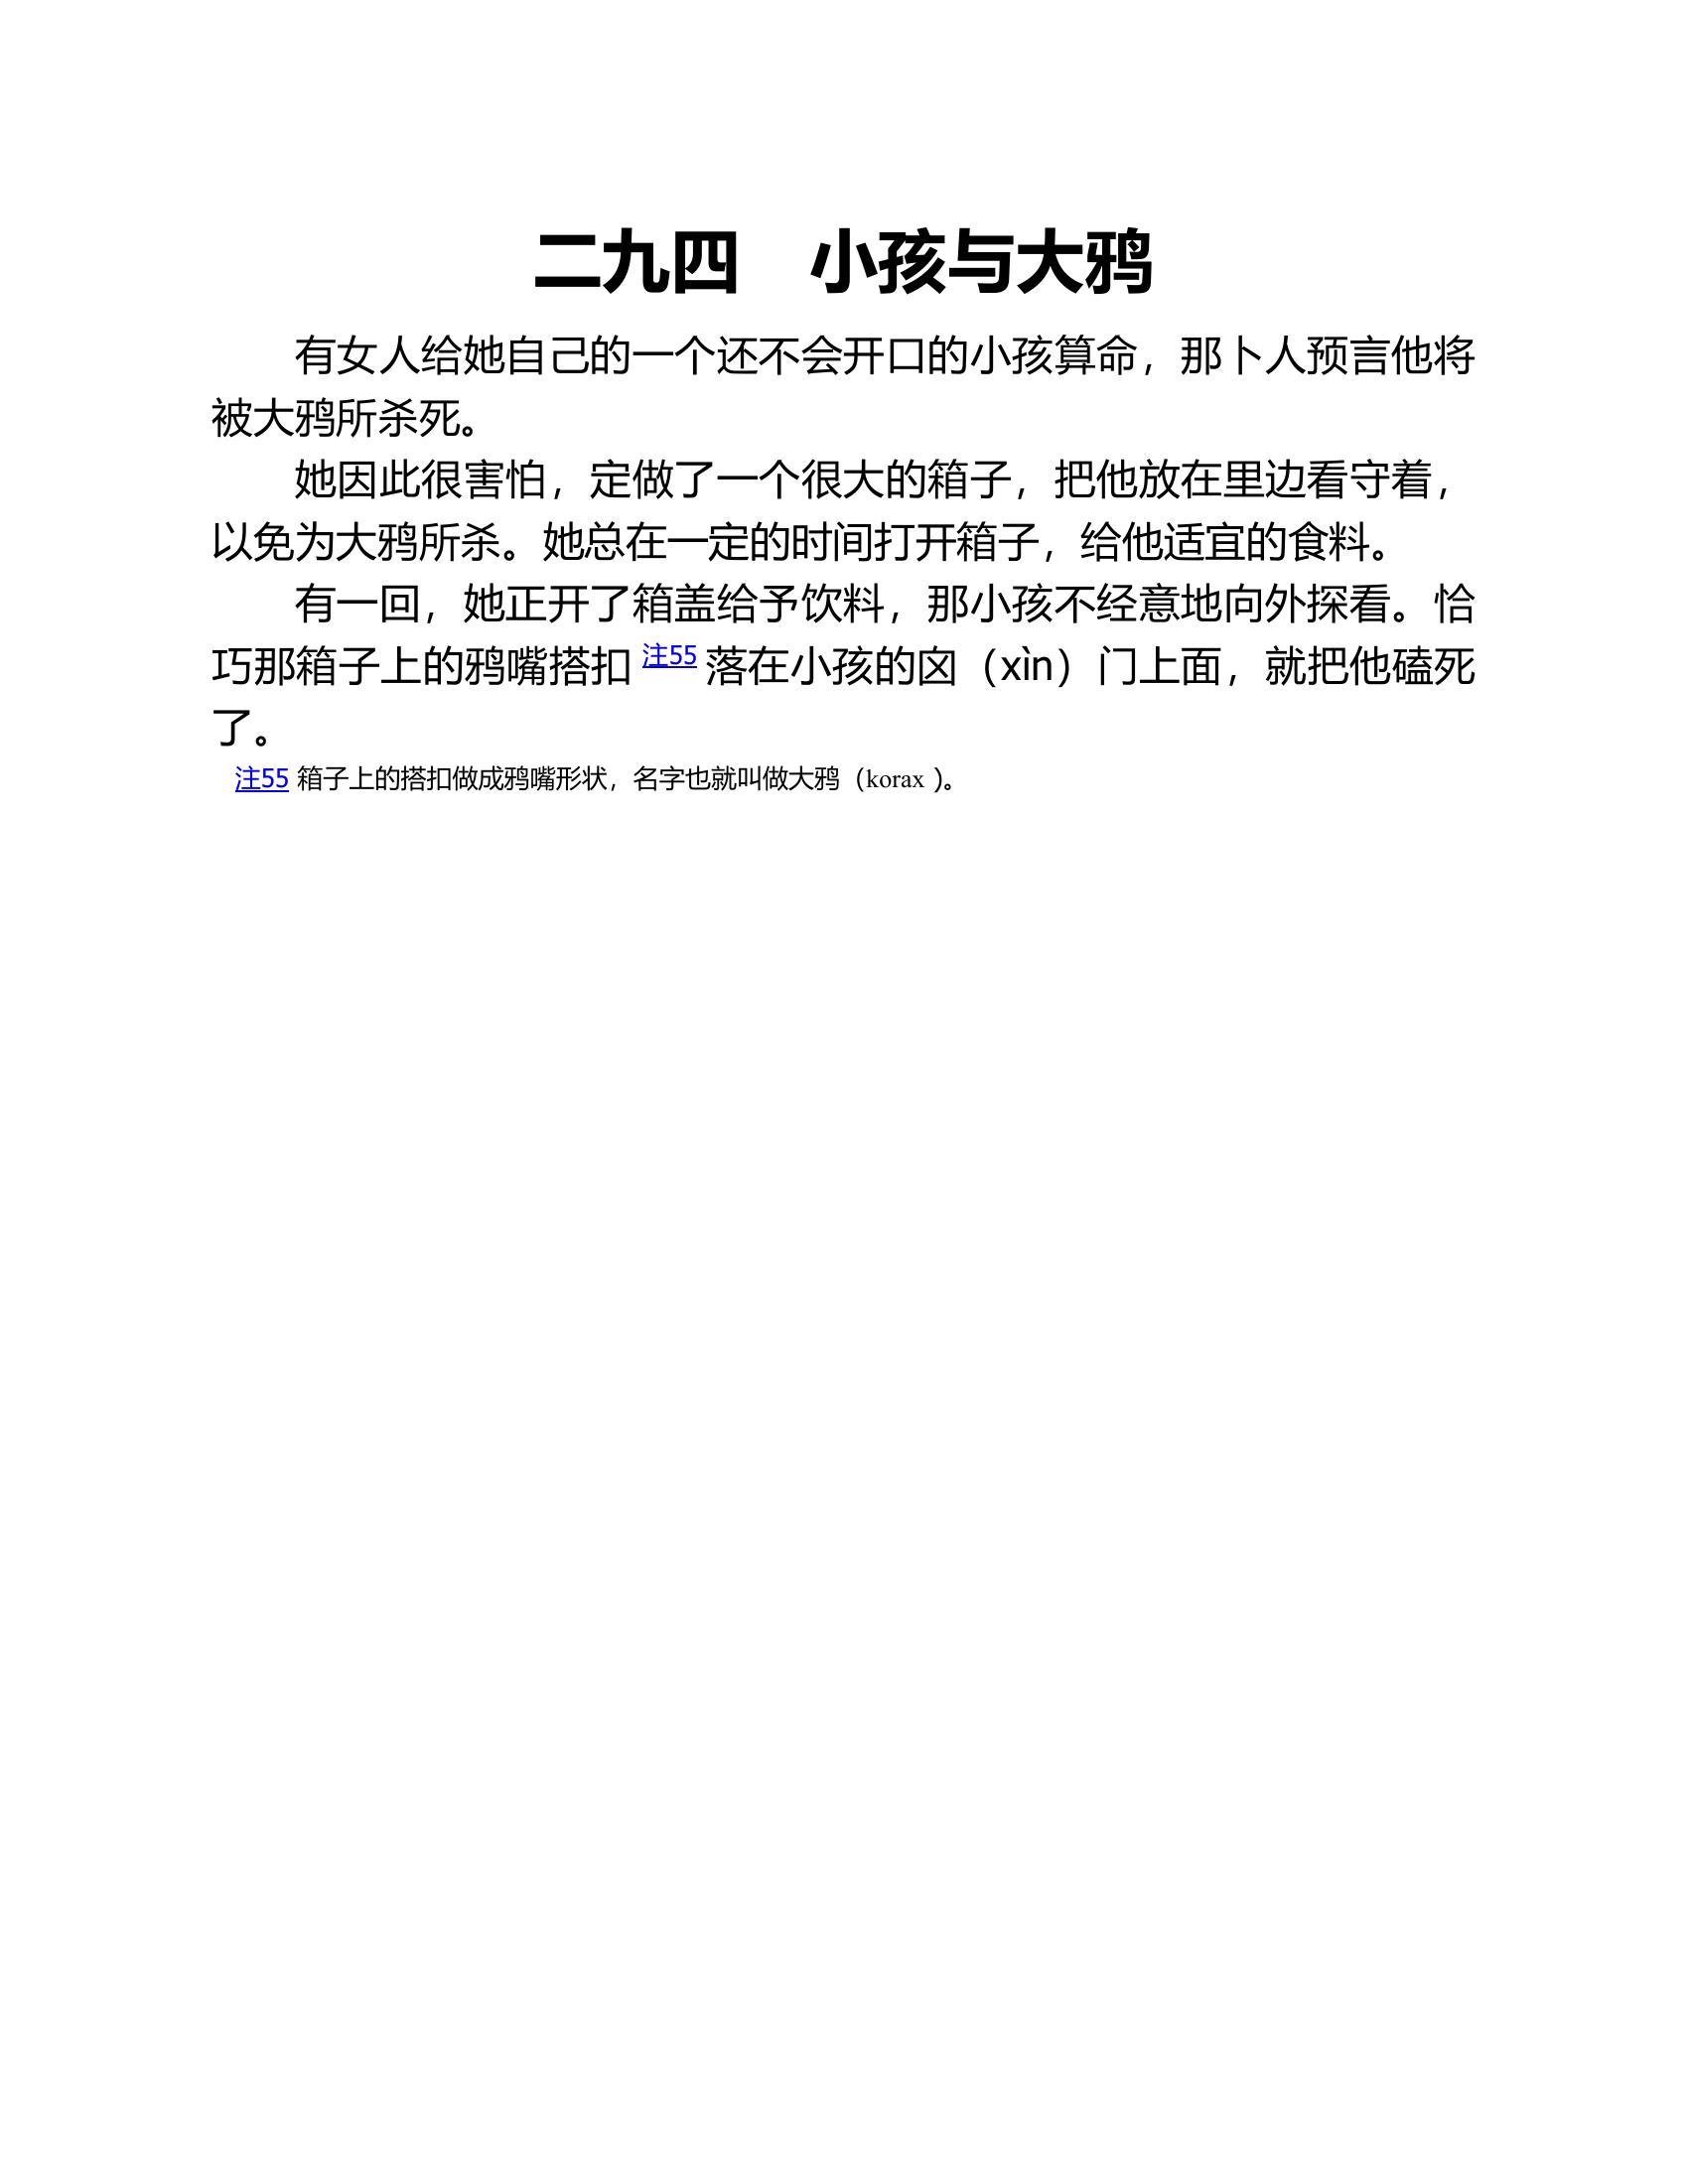 二九四　小孩与大鸦
有女人给她自己的一个还不会开口的小孩算命，那卜人预言他将
被大鸦所杀死。
她因此很害怕，定做了一个很大的箱子，把他放在里边看守着，
以免为大鸦所杀。她总在一定的时间打开箱子，给他适宜的食料。
有一回，她正开了箱盖给予饮料，那小孩不经意地向外探看。恰
巧那箱子上的鸦嘴搭扣 注55 落在小孩的囟（xìn）门上面，就把他磕死
了。
注55 箱子上的搭扣做成鸦嘴形状，名字也就叫做大鸦（korax ）。